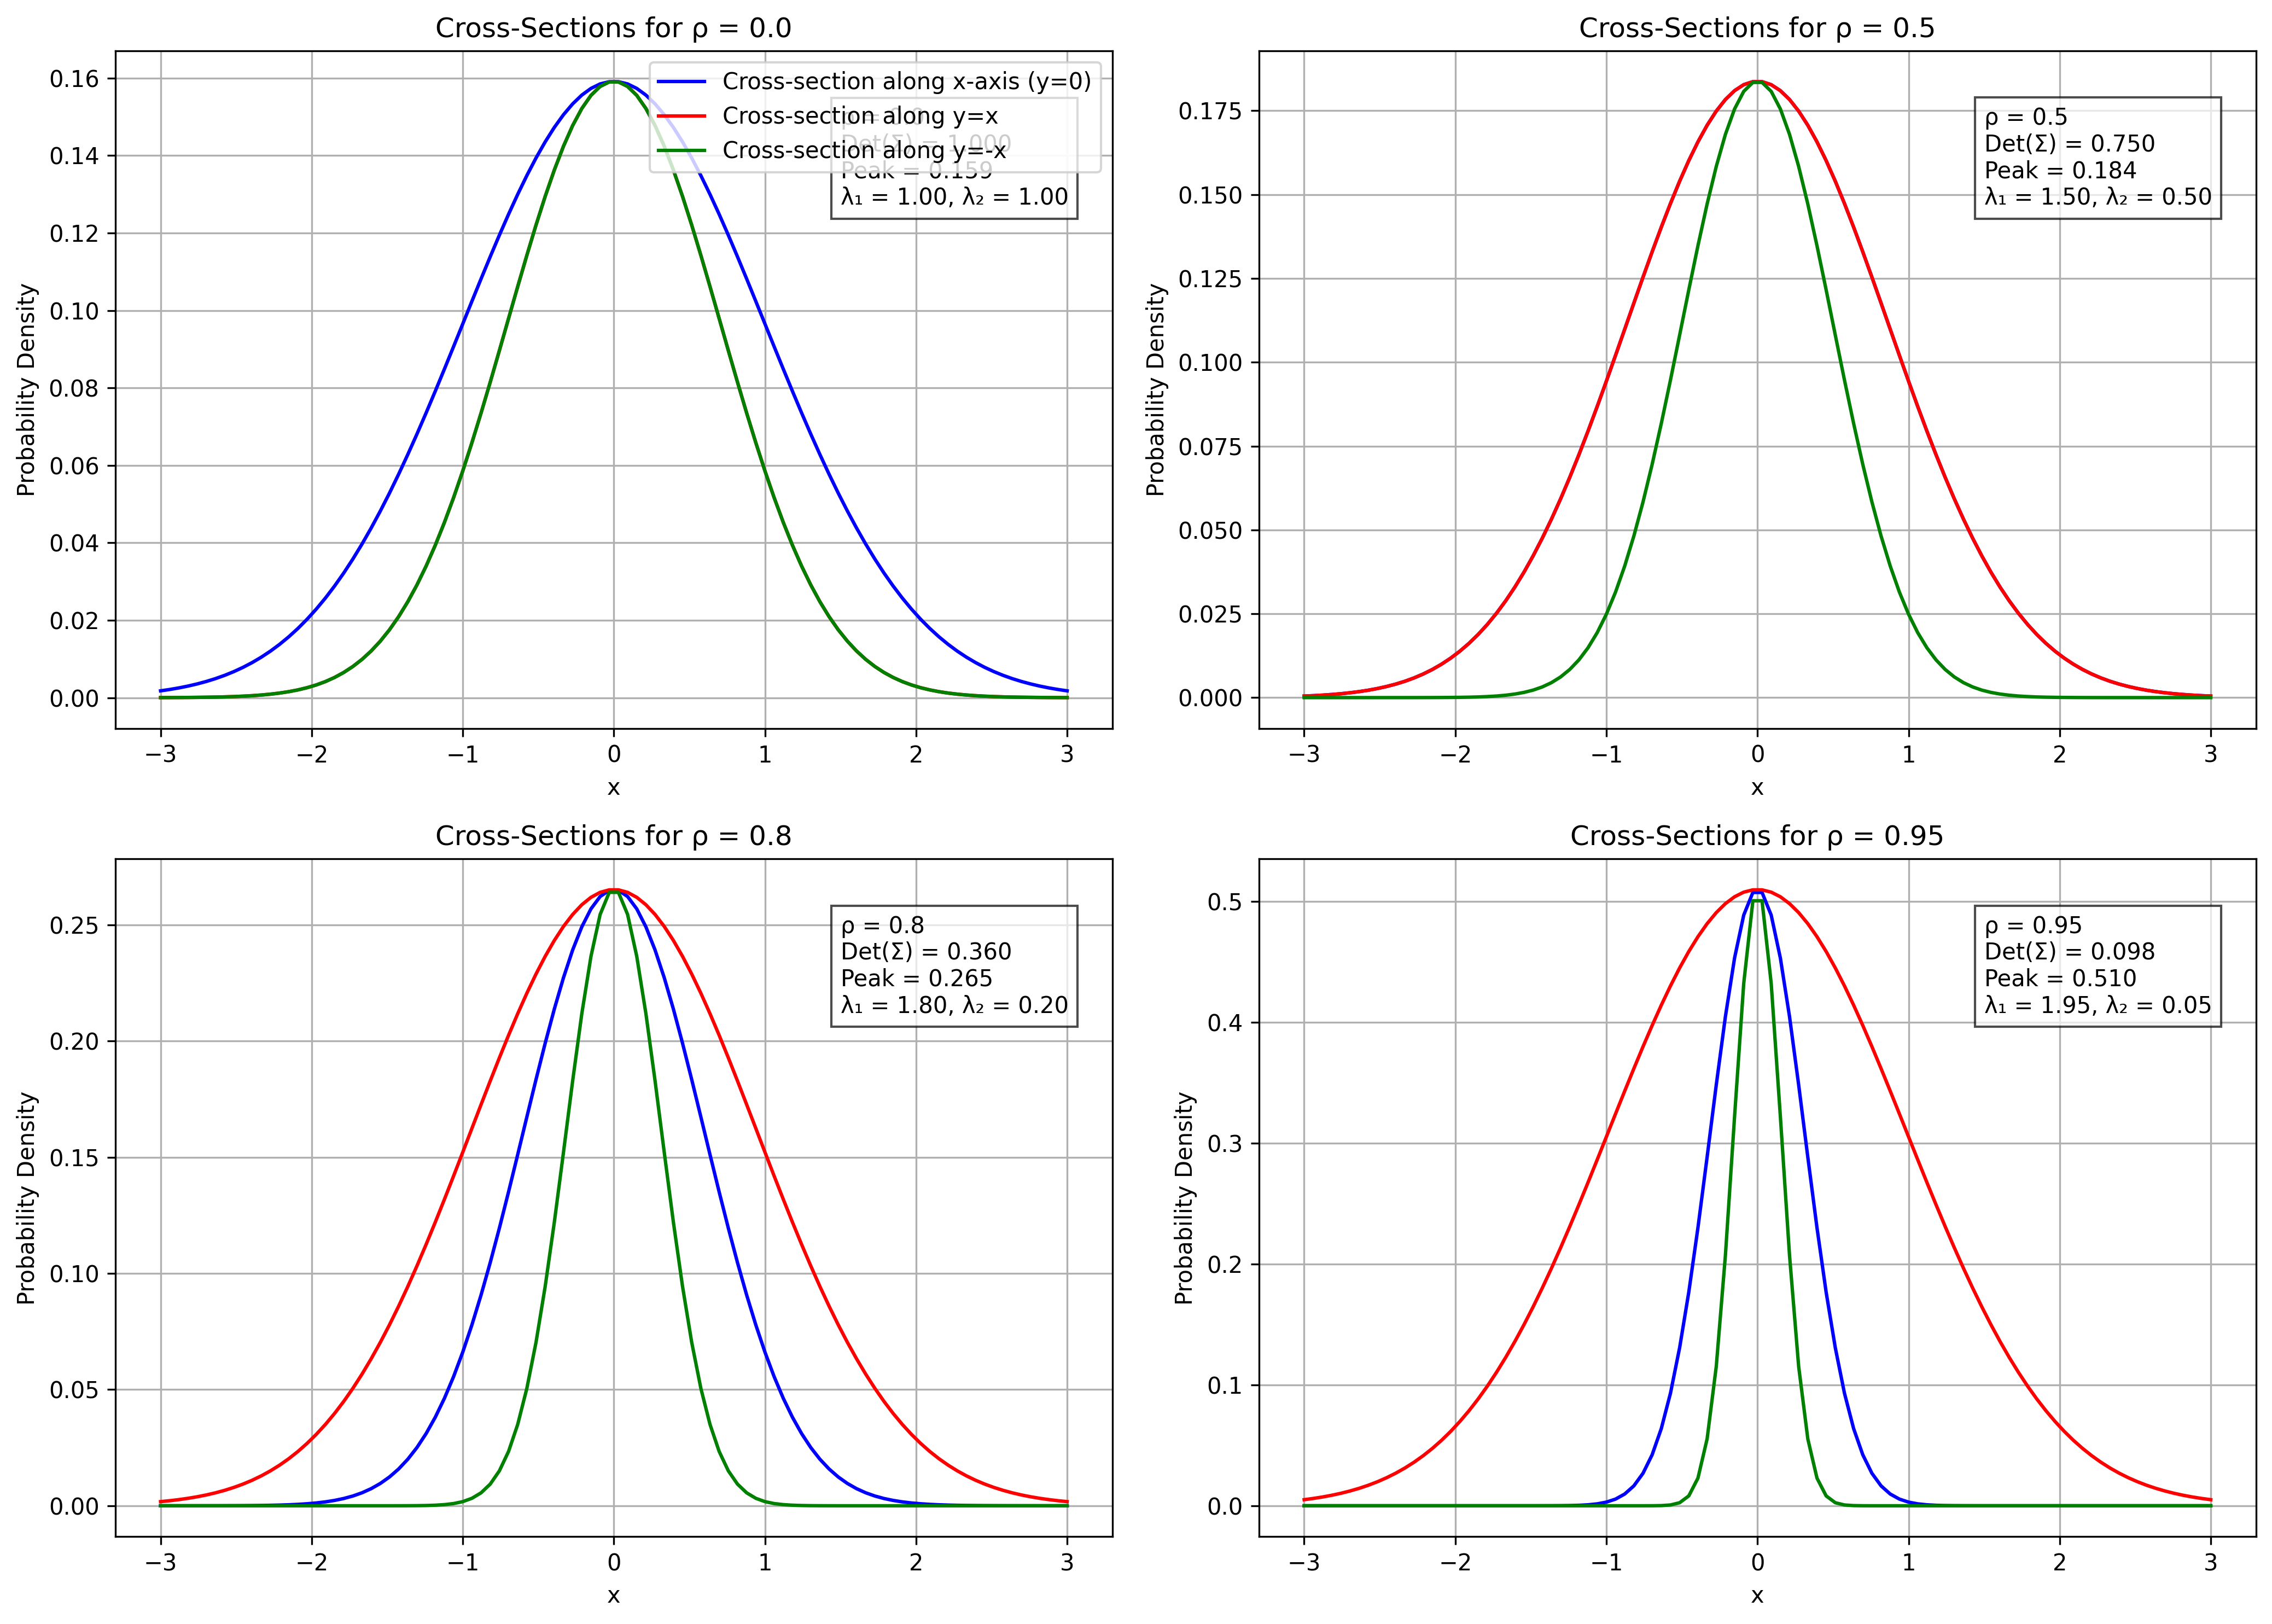 Cross-Sections for ρ = 0.0
Probability Density
0.16
0.14
0.12
0.10
0.08
0.06
0.04
0.02
0.00
Cross-section along x-axis (y=0)
Cross-section along y=x
Cross-section along y=-x
Det(Σ) = 1.000
Peak = 0.159
λ₁ = 1.00, λ₂ = 1.00
−3 −2 −1 0 1 2 3
x
Cross-Sections for ρ = 0.5
Probability Density
0.175
0.150
0.125
0.100
0.075
0.050
0.025
0.000
ρ = 0.5
Det(Σ) = 0.750
Peak = 0.184
λ₁ = 1.50, λ₂ = 0.50
−3 −2 −1 0 1 2 3
x
Cross-Sections for ρ = 0.8
Probability Density
0.25
0.20
0.15
0.10
0.05
0.00
ρ = 0.8
Det(Σ) = 0.360
Peak = 0.265
λ₁ = 1.80, λ₂ = 0.20
−3 −2 −1 0 1 2 3
x
Cross-Sections for ρ = 0.95
Probability Density
0.5
0.4
0.3
0.2
0.1
0.0
ρ = 0.95
Det(Σ) = 0.098
Peak = 0.510
λ₁ = 1.95, λ₂ = 0.05
−3 −2 −1 0 1 2 3
x